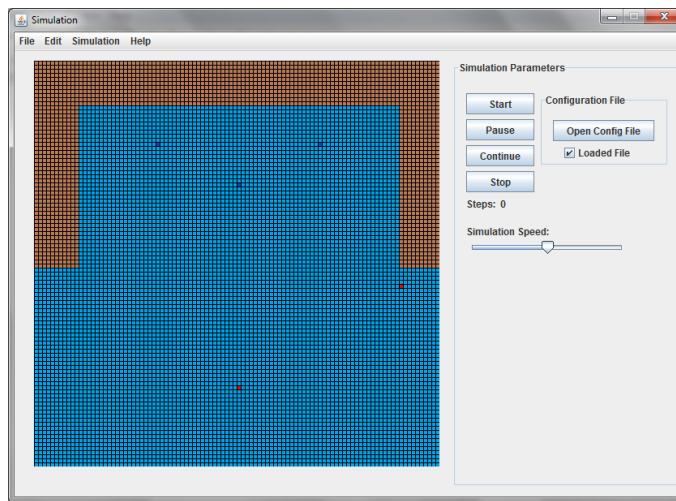 Simulation
File Edit Simulation Help
Simulation Parameters
Start
Configuration File
Pause
Open Config File
Continue
Loaded File
Stop
Steps: 0
Simulation Speed: